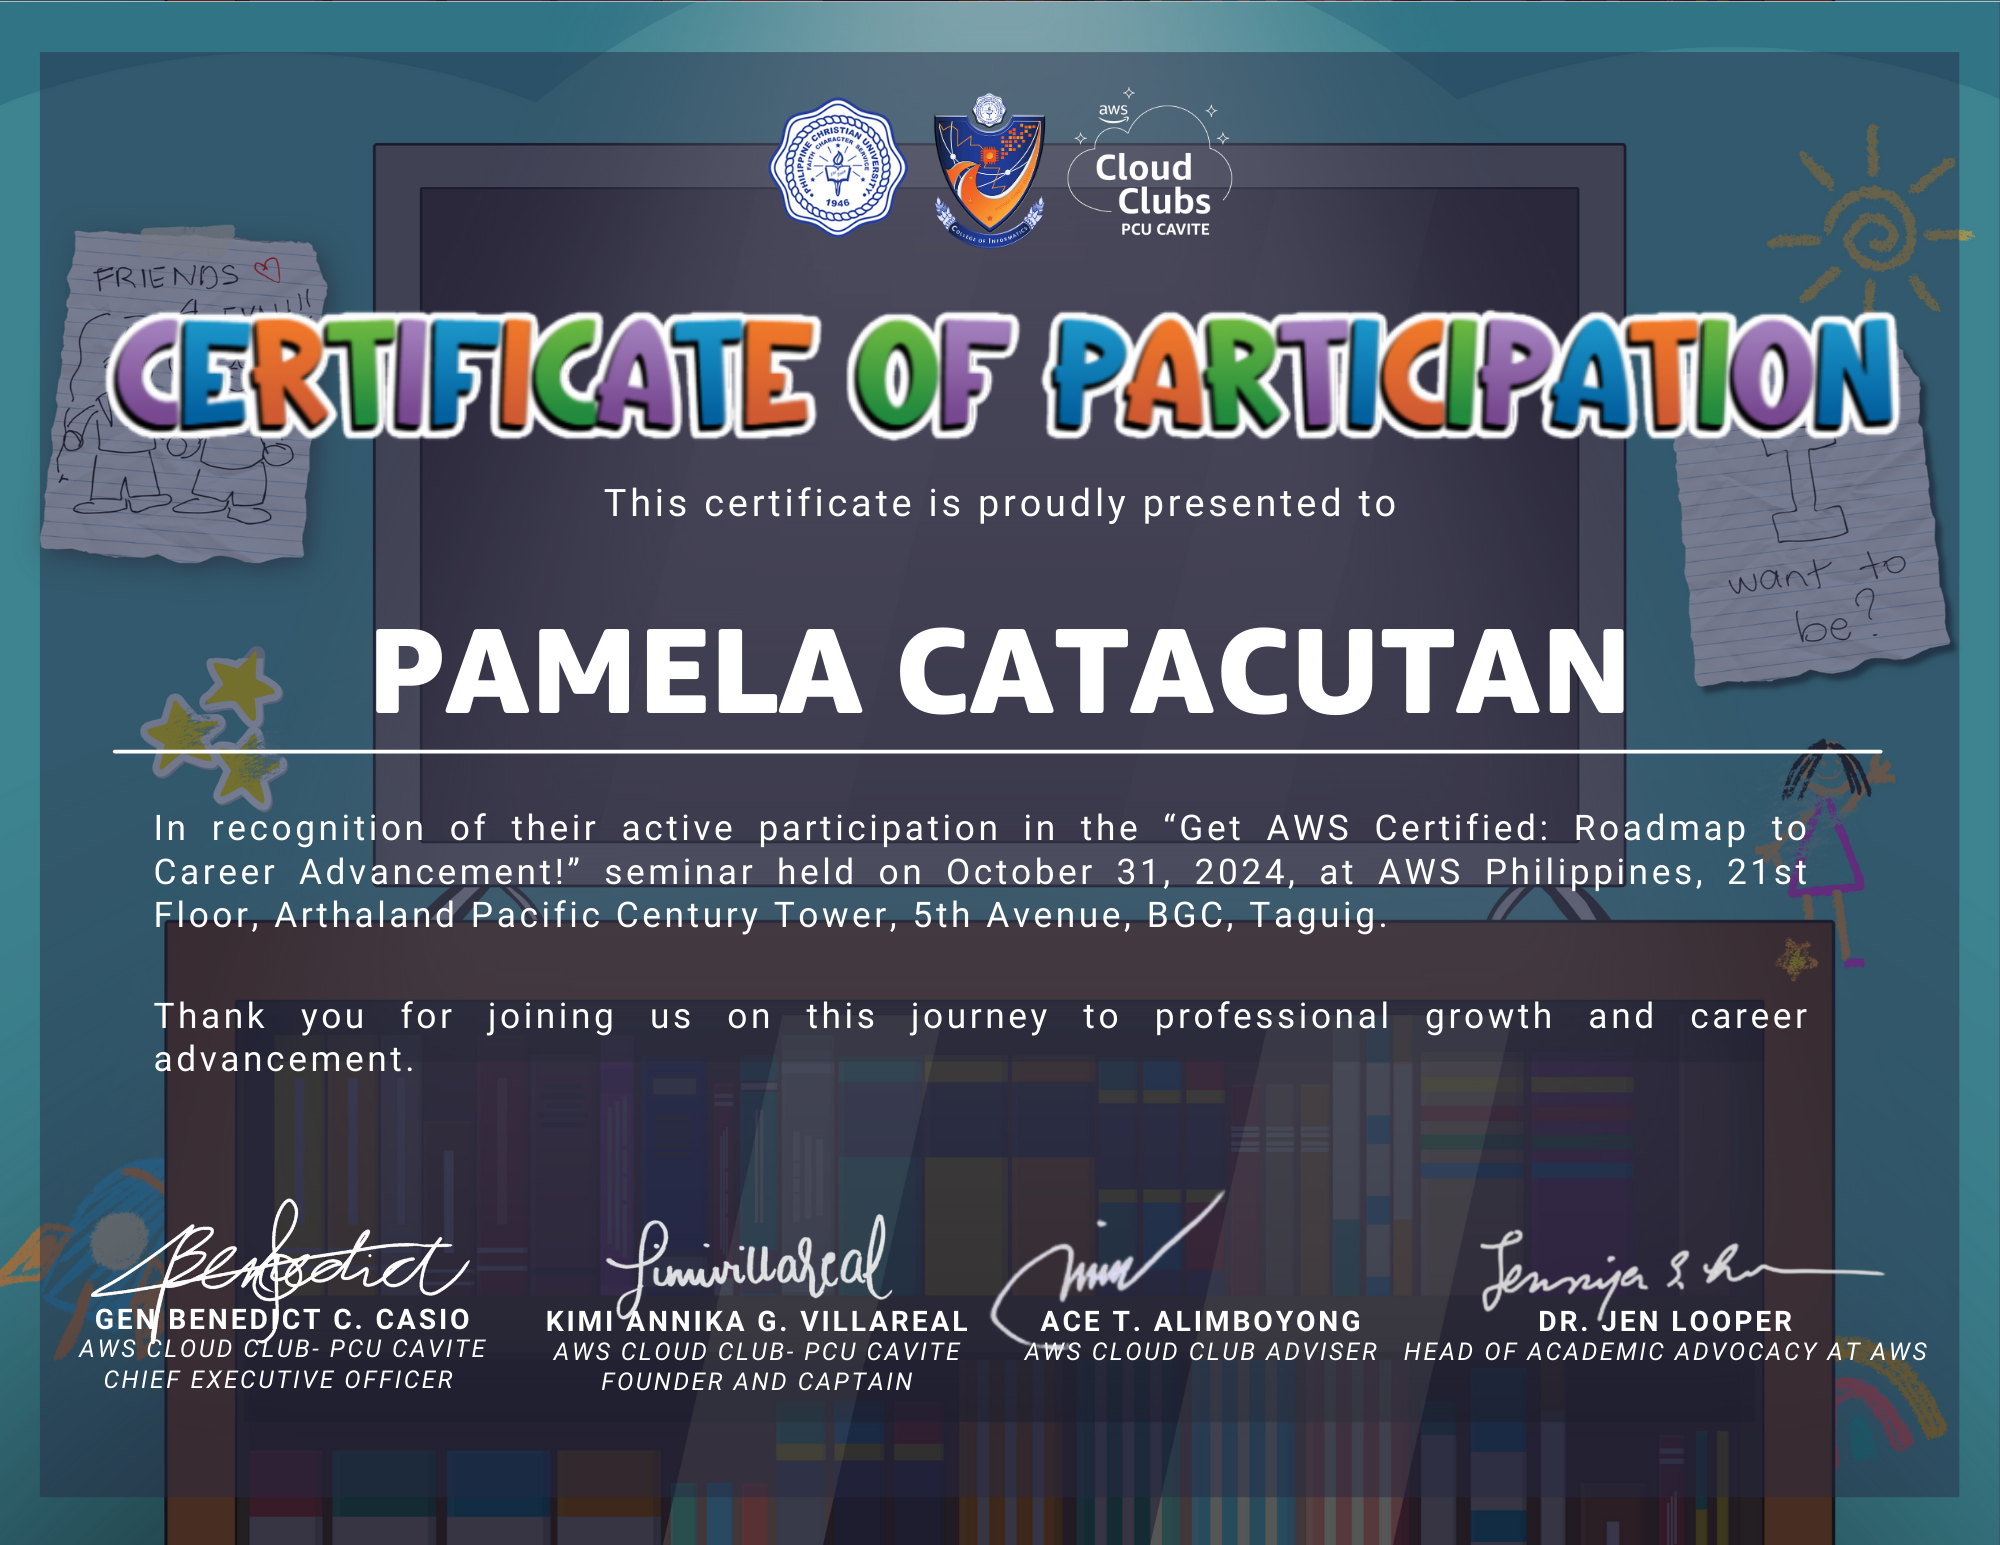 PHILIPPINE CHRISTIAN UNIVERSITY
FAITH CHARACTER SERVICE
1946
COLLEGE OF INFORMATICS
aws
Cloud
Clubs
PCU CAVITE
FRIENDS
CERTIFICATE OF PARTICIPATION
This certificate is proudly presented to
I
want to
be?
PAMELA CATACUTAN
In recognition of their active participation in the “Get AWS Certified: Roadmap to
Career Advancement!” seminar held on October 31, 2024, at AWS Philippines, 21st
Floor, Arthaland Pacific Century Tower, 5th Avenue, BGC, Taguig.
Thank you for joining us on this journey to professional growth and career
advancement.
Benedict
GEN BENEDICT C. CASIO
AWS CLOUD CLUB- PCU CAVITE
CHIEF EXECUTIVE OFFICER
KIMI ANNIKA G. VILLAREAL
AWS CLOUD CLUB- PCU CAVITE
FOUNDER AND CAPTAIN
ACE T. ALIMBOYONG
AWS CLOUD CLUB ADVISER
DR. JEN LOOPER
HEAD OF ACADEMIC ADVOCACY AT AWS